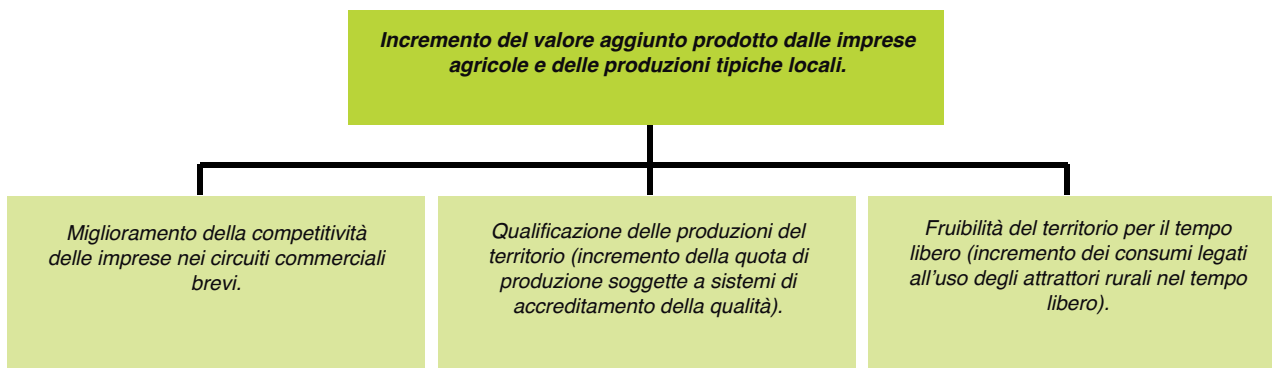 Incremento del valore aggiunto prodotto dalle imprese
agricole e delle produzioni tipiche locali.
Miglioramento della competitività
delle imprese nei circuiti commerciali
brevi.
Qualificazione delle produzioni del
territorio (incremento della quota di
produzione soggette a sistemi di
accreditamento della qualità).
Fruibilità del territorio per il tempo
libero (incremento dei consumi legati
all'uso degli attrattori rurali nel tempo
libero).